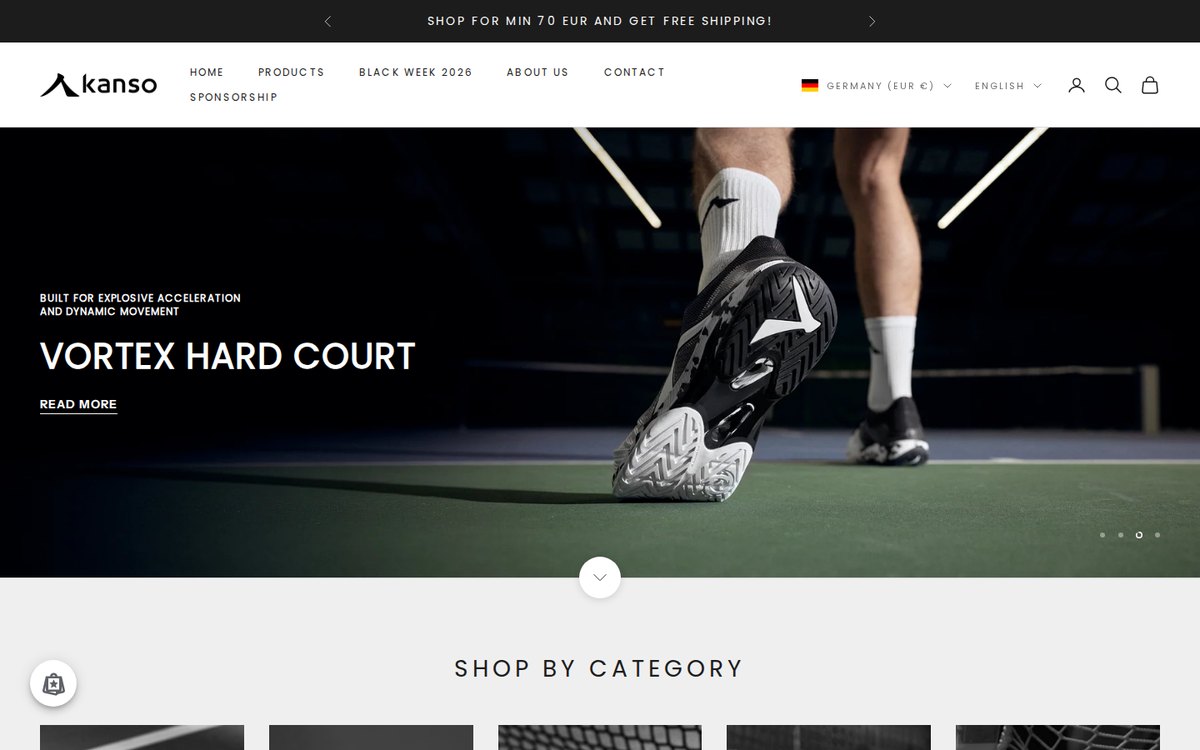 SHOP FOR MIN 70 EUR AND GET FREE SHIPPING!
kanso
HOME PRODUCTS BLACK WEEK 2026 ABOUT US CONTACT
SPONSORSHIP
GERMANY (EUR €) ENGLISH
BUILT FOR EXPLOSIVE ACCELERATION
AND DYNAMIC MOVEMENT
VORTEX HARD COURT
READ MORE
SHOP BY CATEGORY